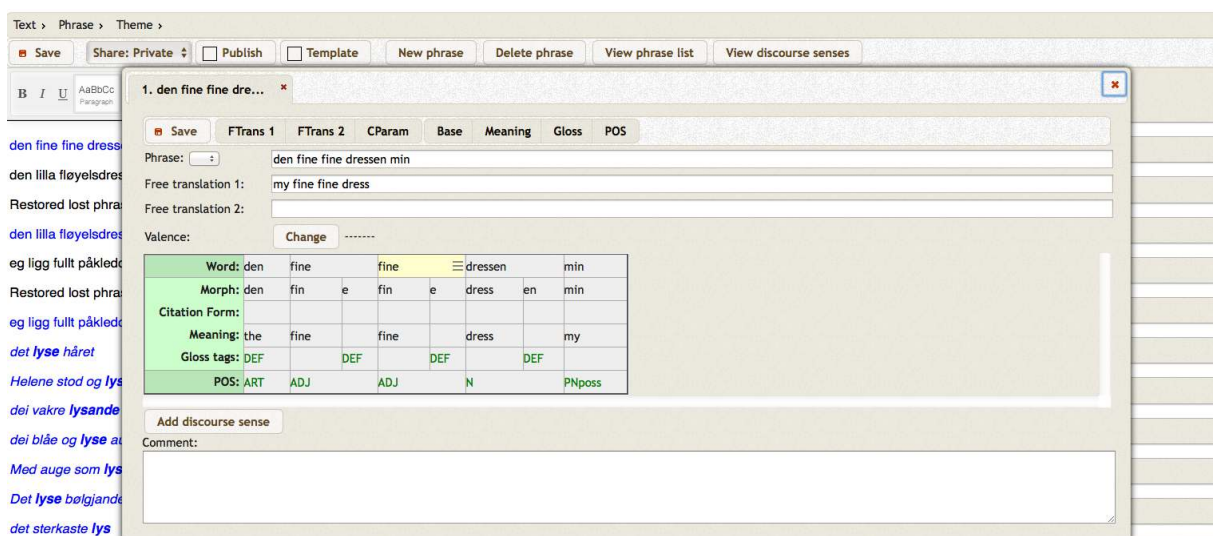 Text › Phrase › Theme ›
Save Share: Private Publish Template New phrase Delete phrase View phrase list View discourse senses
B I U AaBbCc Paragraph
1. den fine fine dre... ×
Save FTrans 1 FTrans 2 CParam Base Meaning Gloss POS
Phrase: den fine fine dressen min
Free translation 1: my fine fine dress
Free translation 2:
Valence: Change -------
Word: den fine fine dressen min
Morph: den fin e fin e dress en min
Citation Form:
Meaning: the fine fine dress my
Gloss tags: DEF DEF DEF DEF
POS: ART ADJ ADJ N PNposs
Add discourse sense
Comment:
den fine fine dress
den lilla fløyelsdres
Restored lost phra
den lilla fløyelsdres
eg ligg fullt påkledd
Restored lost phra
eg ligg fullt påkledd
det lyse håret
Helene stod og lys
dei vakre lysande
dei blåe og lyse au
Med auge som lys
Det lyse bølgjande
det sterkaste lys